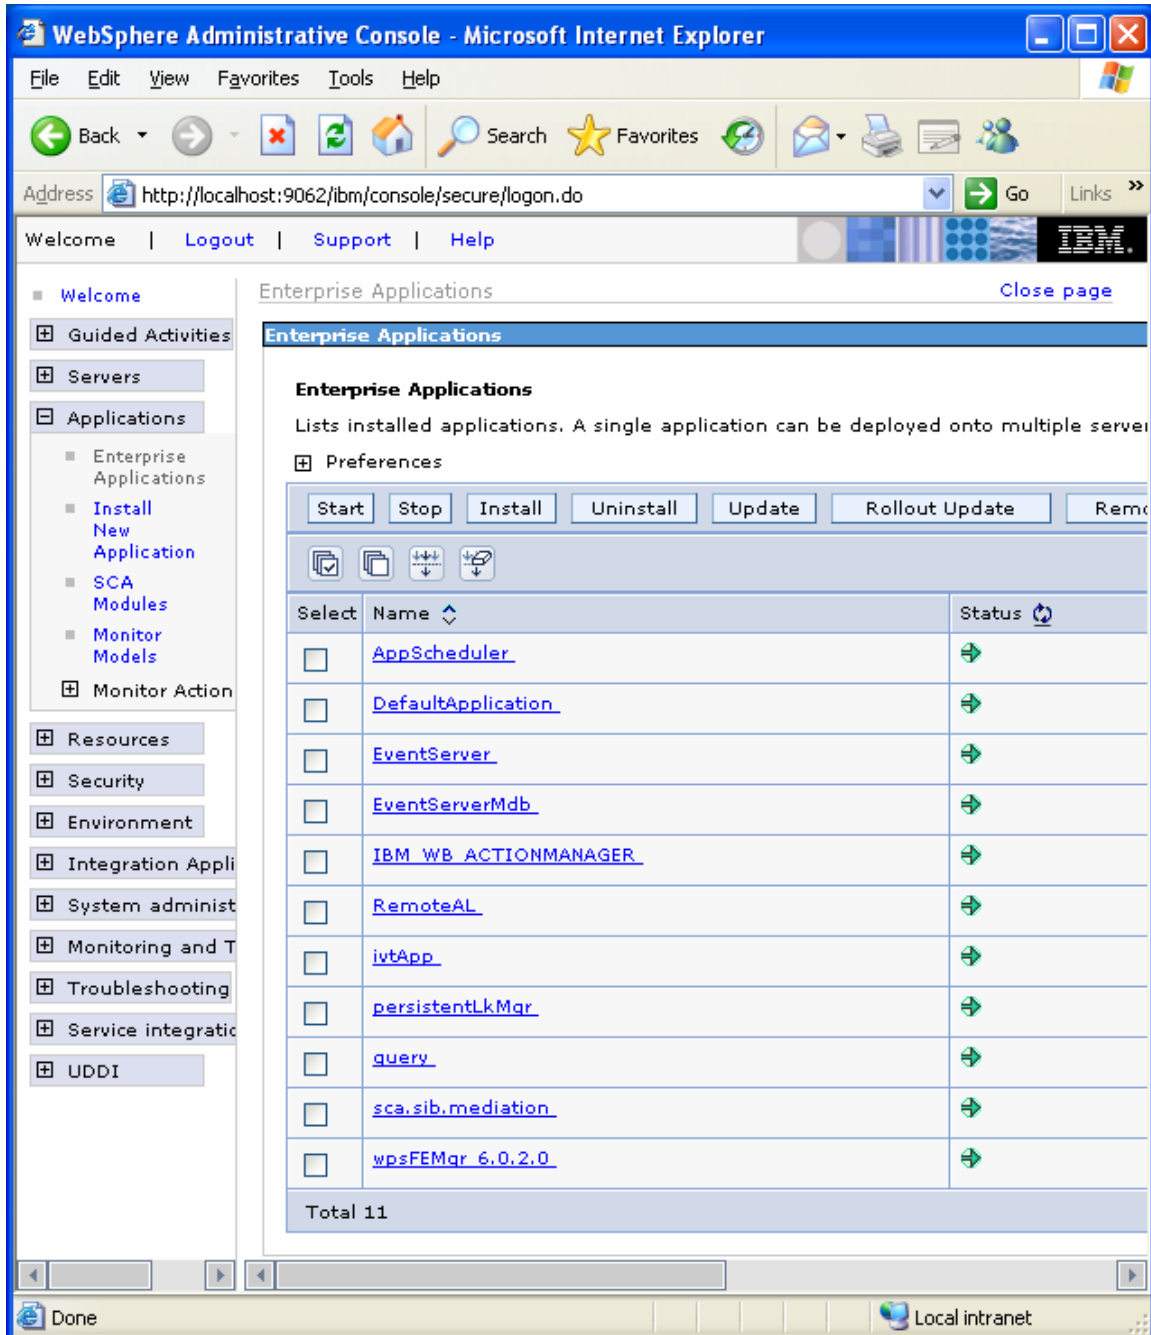 WebSphere Administrative Console - Microsoft Internet Explorer
File Edit View Favorites Tools Help
Back Search Favorites
Address http://localhost:9062/ibm/console/secure/logon.do Go Links »
Welcome | Logout | Support | Help IBM.
Welcome
Guided Activities
Servers
Applications
Enterprise
Applications
Install
New
Application
SCA
Modules
Monitor
Models
Monitor Action
Resources
Security
Environment
Integration Appli
System administ
Monitoring and T
Troubleshooting
Service integratio
UDDI
Enterprise Applications Close page
Enterprise Applications
Enterprise Applications
Lists installed applications. A single application can be deployed onto multiple server
Preferences
Start Stop Install Uninstall Update Rollout Update Remo
Select Name Status
AppScheduler
DefaultApplication
EventServer
EventServerMdb
IBM_WB_ACTIONMANAGER
RemoteAL
ivtApp
persistentLkMgr
query
sca.sib.mediation
wpsFEMgr_6.0.2.0
Total 11
Done Local intranet